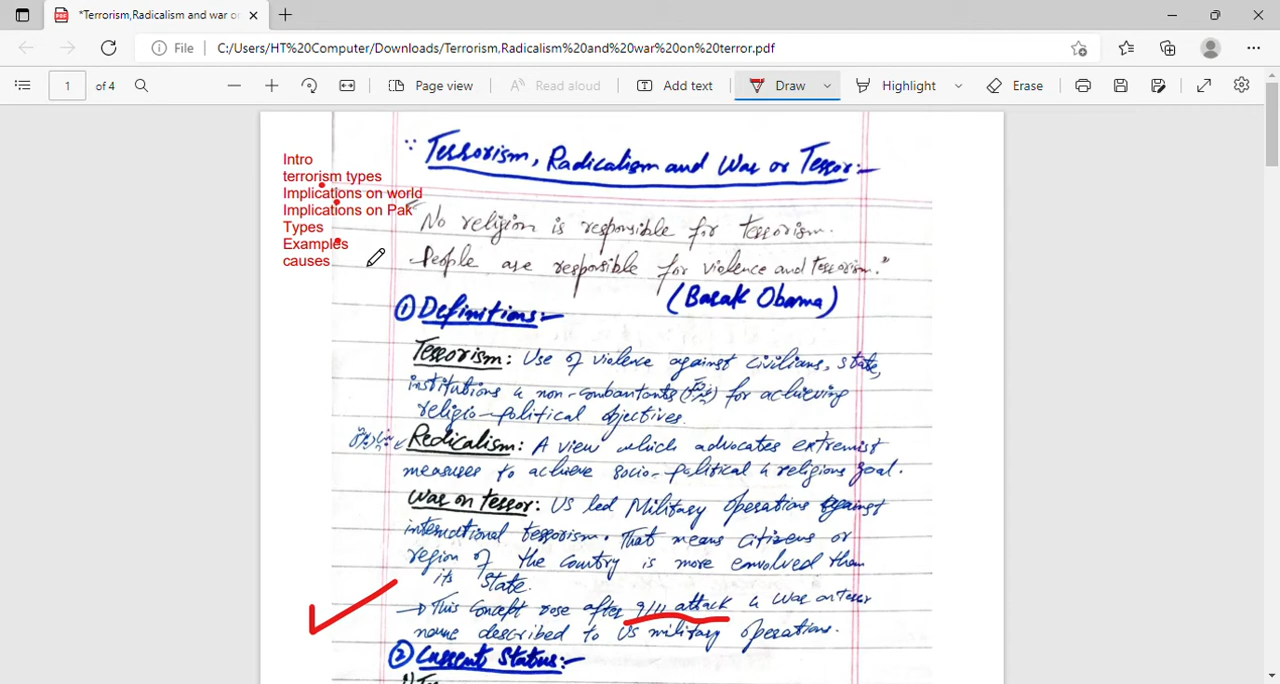 *Terrorism,Radicalism and war o
File
C:/Users/HT%20Computer/Downloads/Terrorism,Radicalism%20and%20war%20on%20terror.pdf
1 of 4
Page view
Read aloud
Add text
Draw
Highlight
Erase
Intro
terrorism types
Implications on world
Implications on Pak
Types
Examples
causes
∵ Terrorism, Radicalism and War or Terror:-
"No religion is responsible for terrorism.
People are responsible for violence and terrorism."
(Barak Obama)
① Definitions:-
Terrorism: Use of violence against civilians, state,
institutions & non-combantants ( ) for achieving
religio-political objectives.
Redicalism: A view which advocates extremist
measures to achieve socio-political & religious goal.
War on terror: US led Military Operations against
international terrorism. That means citizens or
region of the country is more envolved than
its state.
→ This concept rose after 9/11 attack & War on terror
name described to US military operations.
② Current Status:-